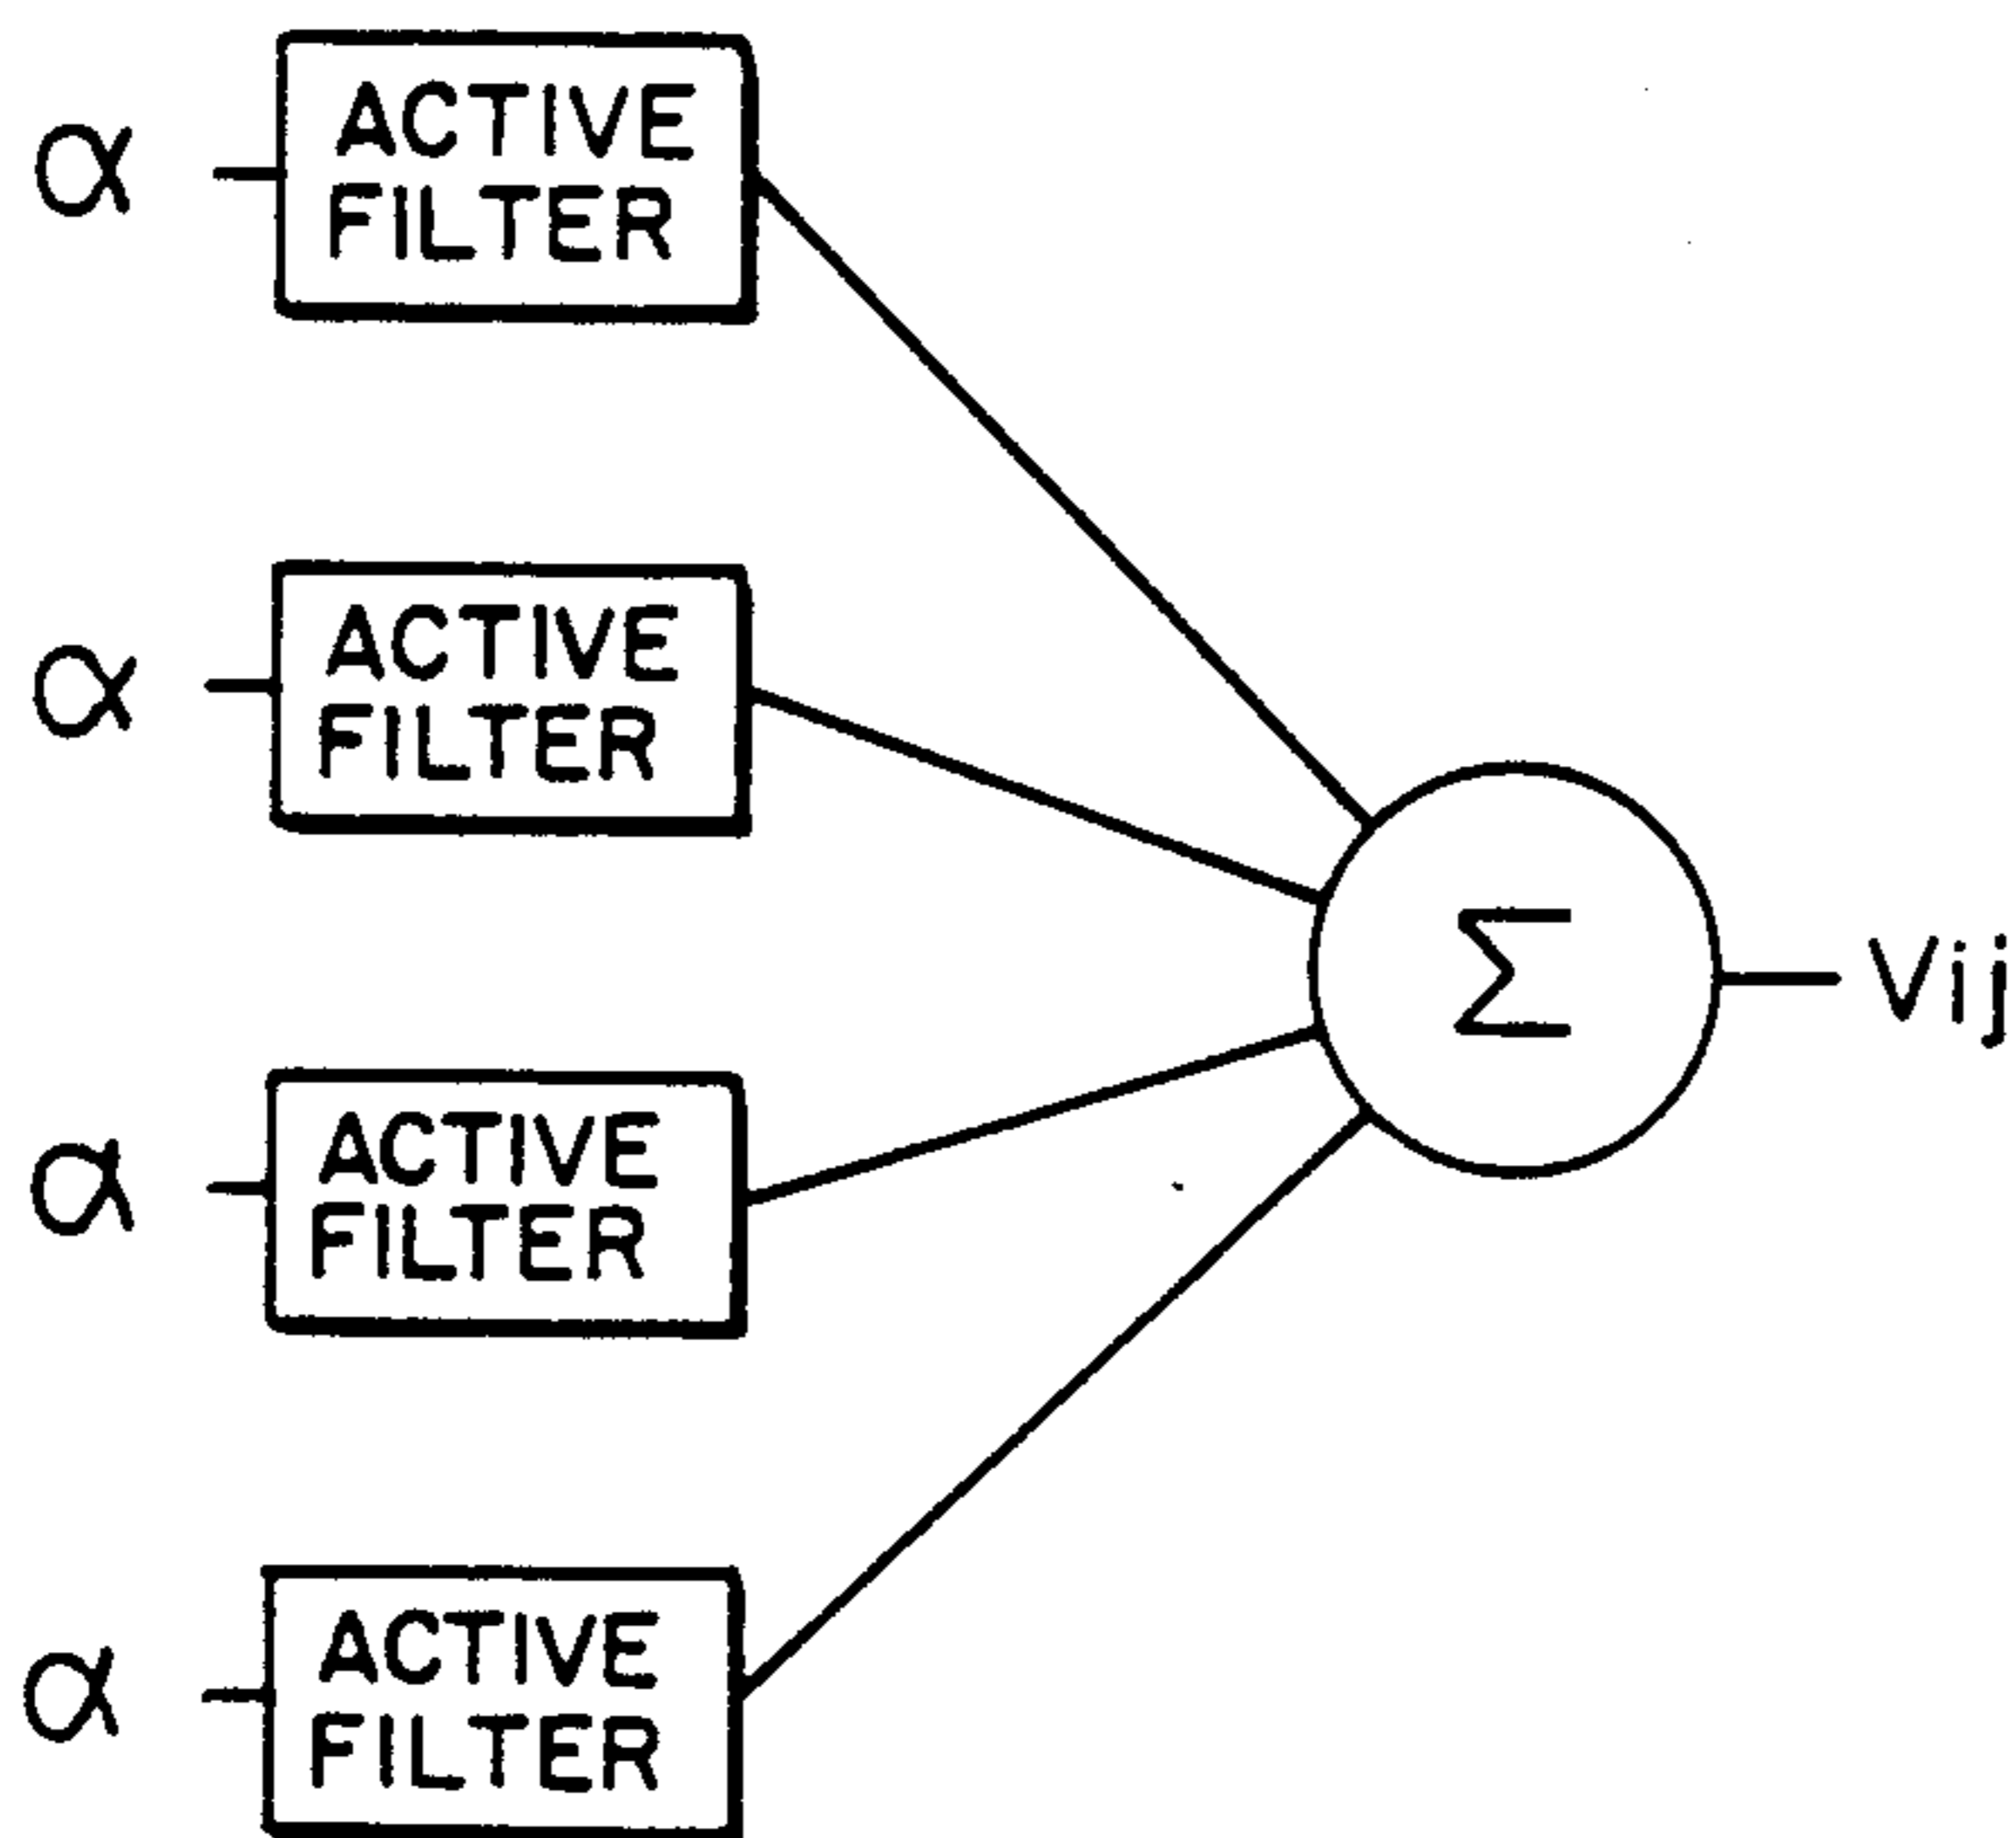 α
ACTIVE
FILTER
α
ACTIVE
FILTER
Σ
Vij
α
ACTIVE
FILTER
α
ACTIVE
FILTER